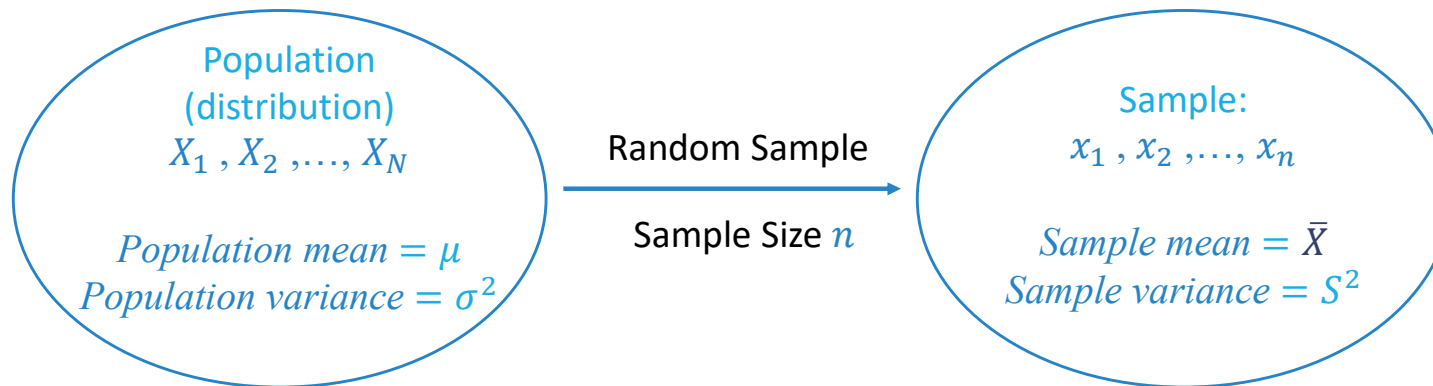 Population
(distribution)
X₁ , X₂ ,…, X_N
Population mean = μ
Population variance = σ²
Random Sample
Sample Size n
Sample:
x₁ , x₂ ,…, xₙ
Sample mean = X̄
Sample variance = S²